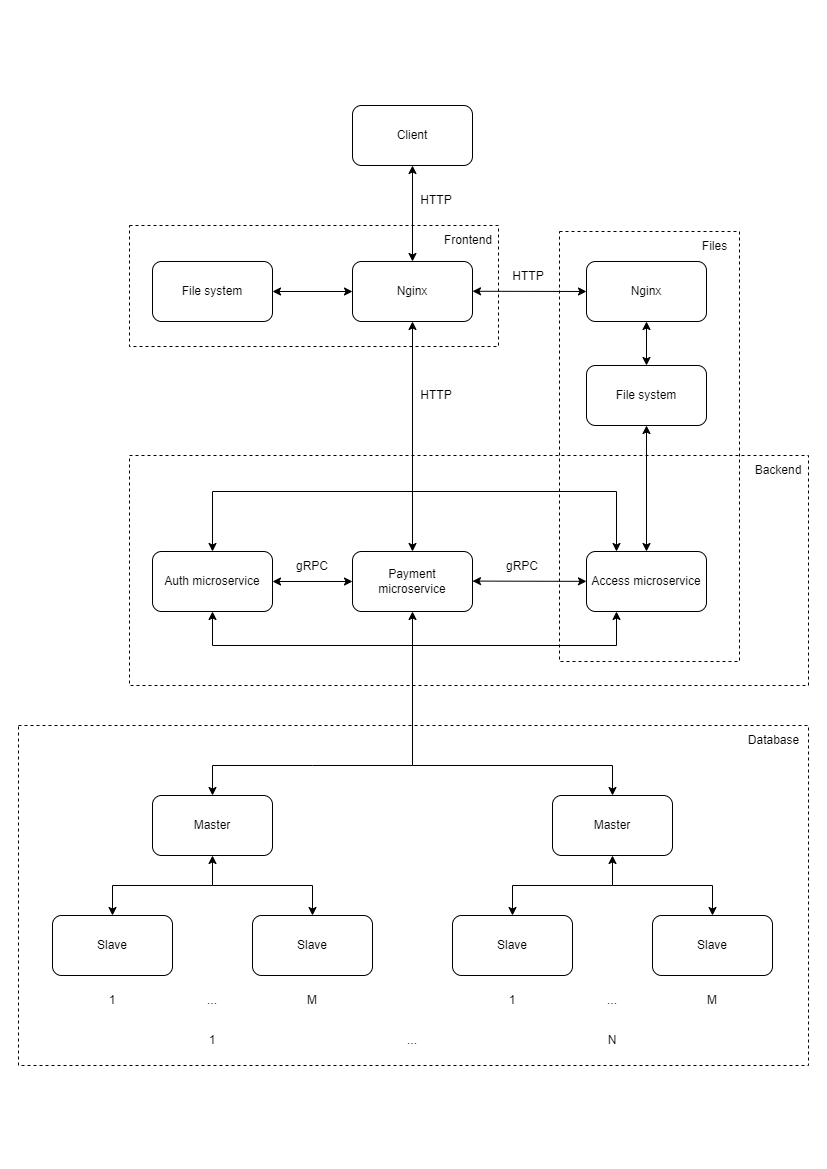 Client
HTTP
Frontend
Files
File system
Nginx
HTTP
Nginx
File system
HTTP
Backend
Auth microservice
gRPC
Payment
microservice
gRPC
Access microservice
Database
Master
Master
Slave
Slave
Slave
Slave
1
...
M
1
...
M
1
...
N